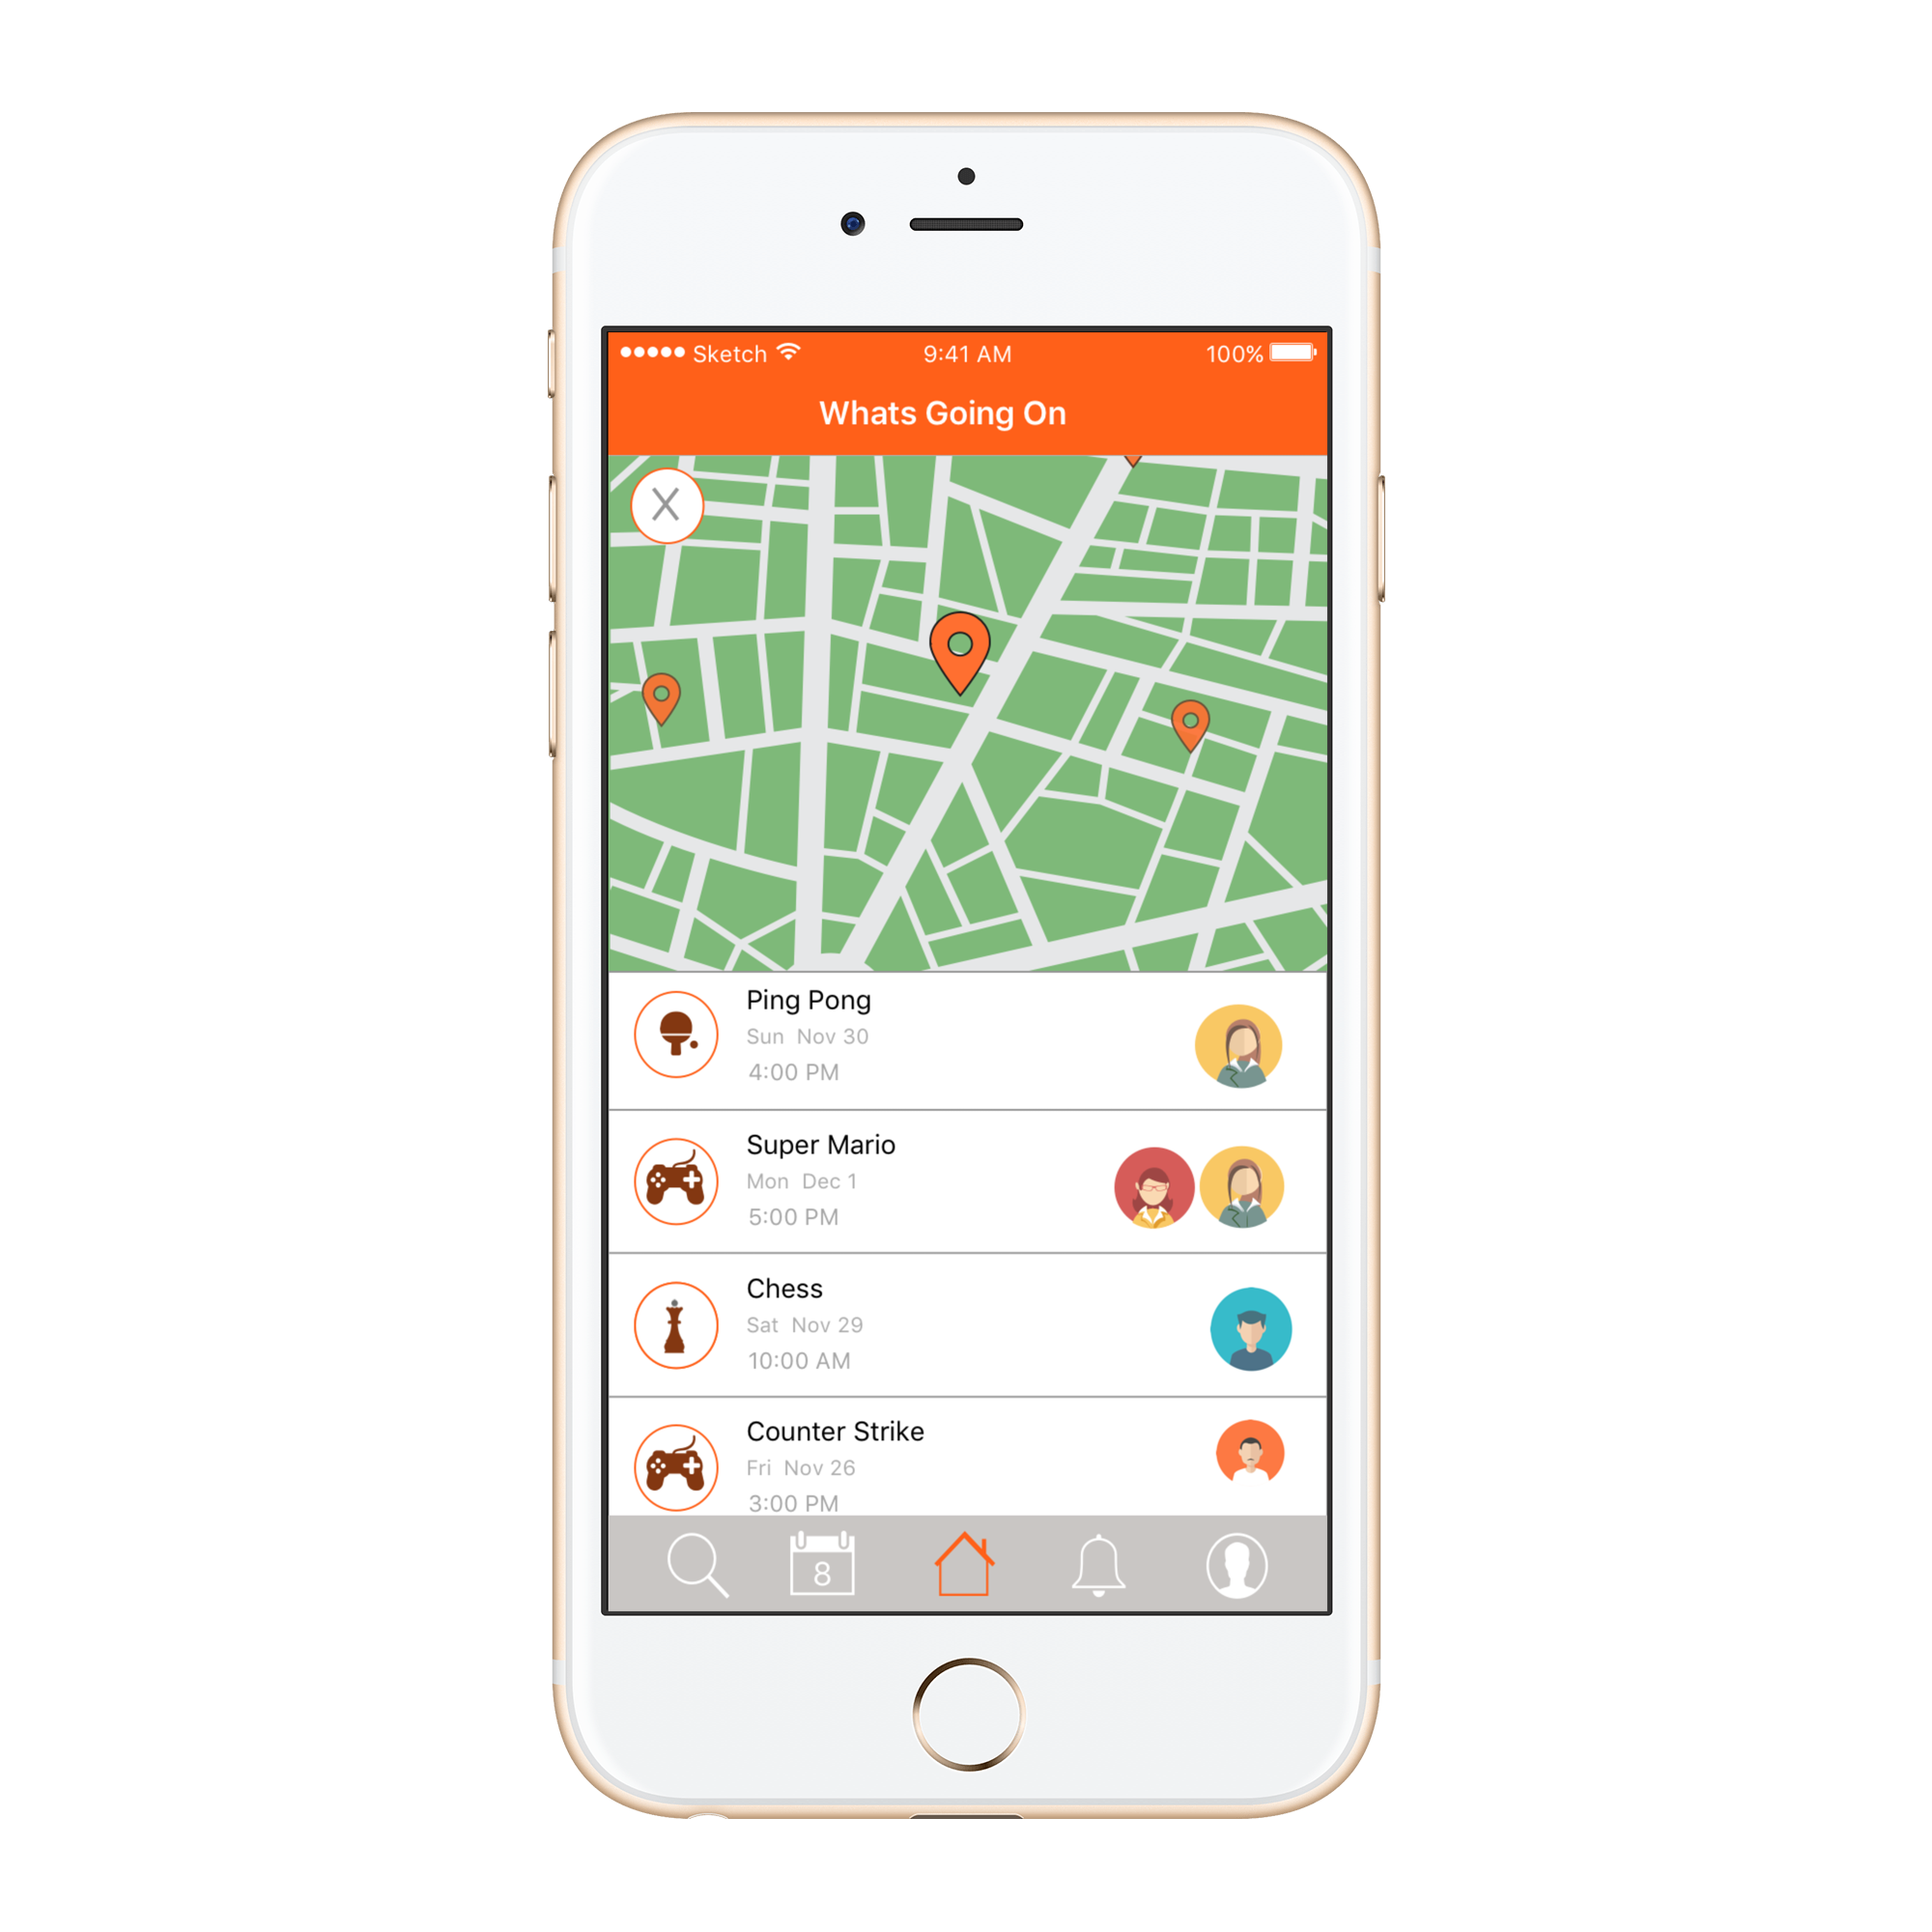 Sketch 9:41 AM 100%
Whats Going On
X
Ping Pong
Sun Nov 30
4:00 PM
Super Mario
Mon Dec 1
5:00 PM
Chess
Sat Nov 29
10:00 AM
Counter Strike
Fri Nov 26
3:00 PM
8